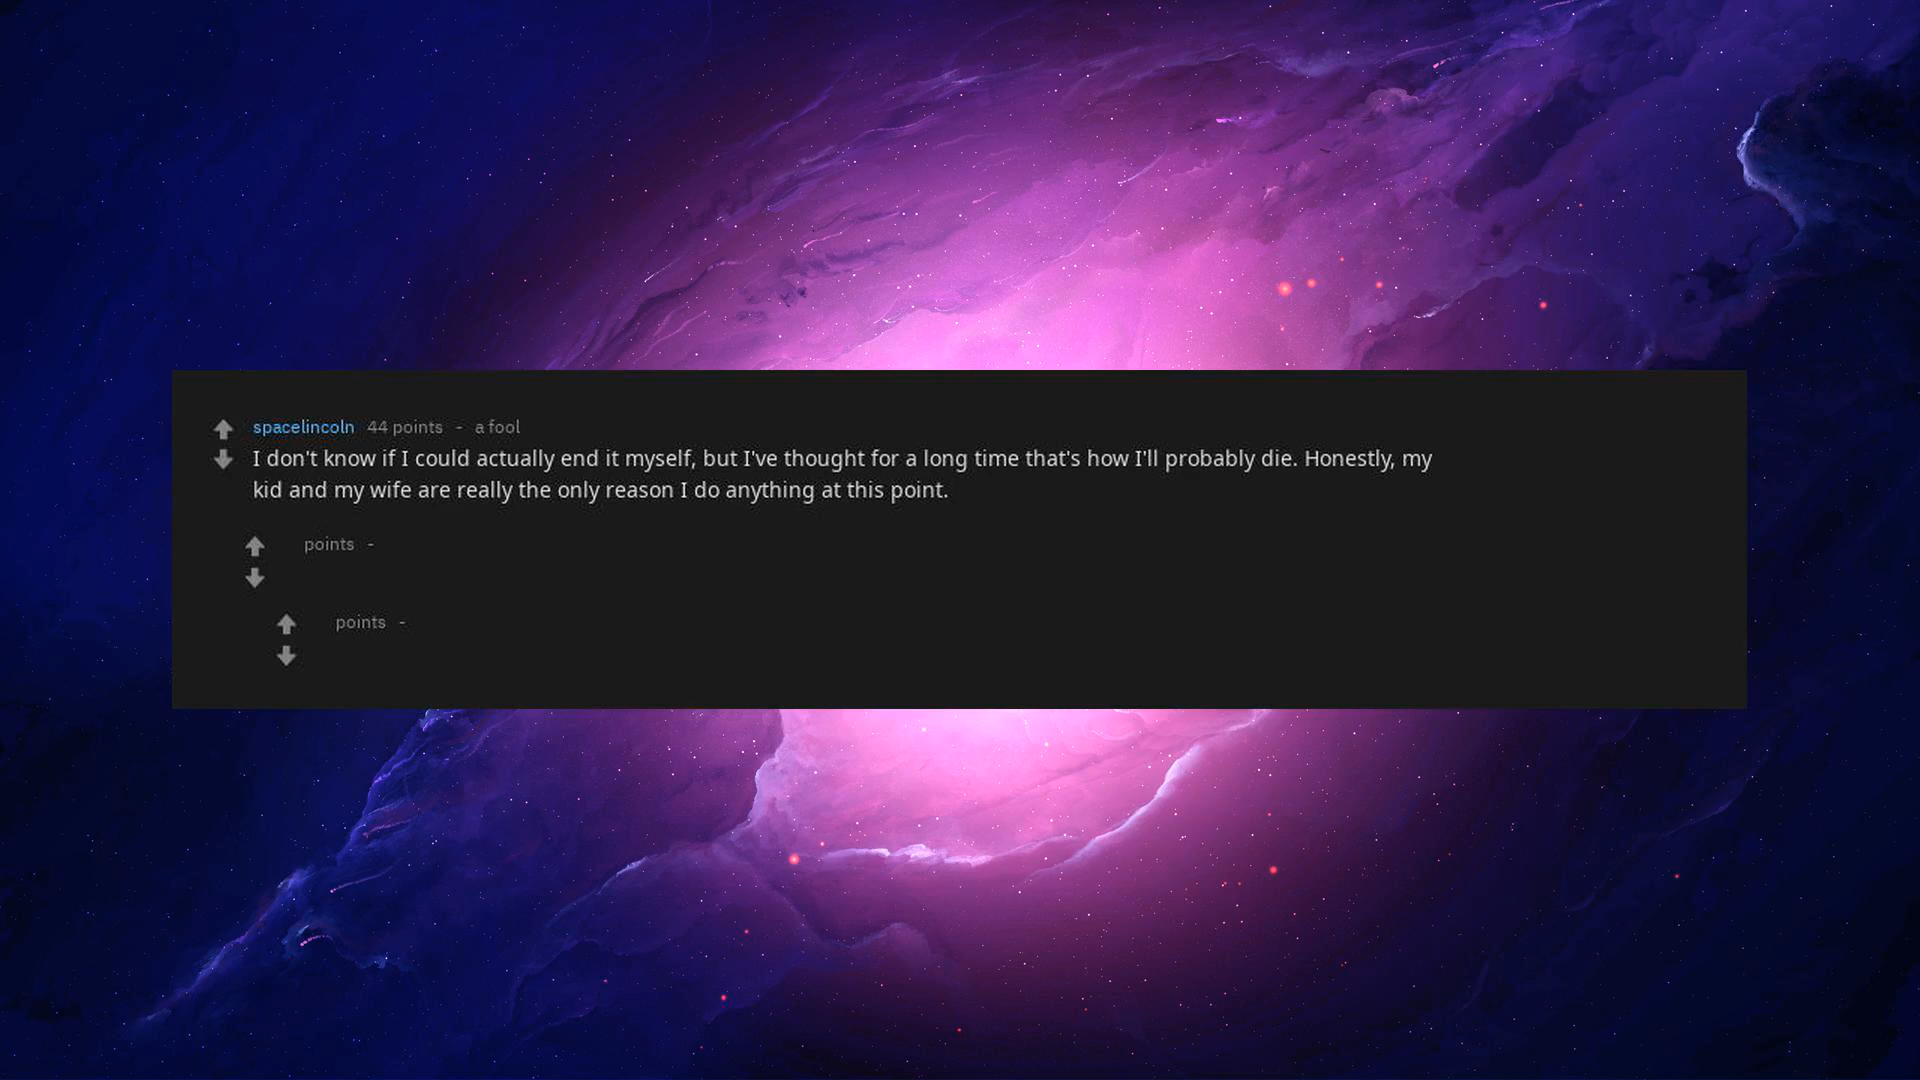 spacelincoln 44 points - a fool
I don't know if I could actually end it myself, but I've thought for a long time that's how I'll probably die. Honestly, my
kid and my wife are really the only reason I do anything at this point.
points -
points -